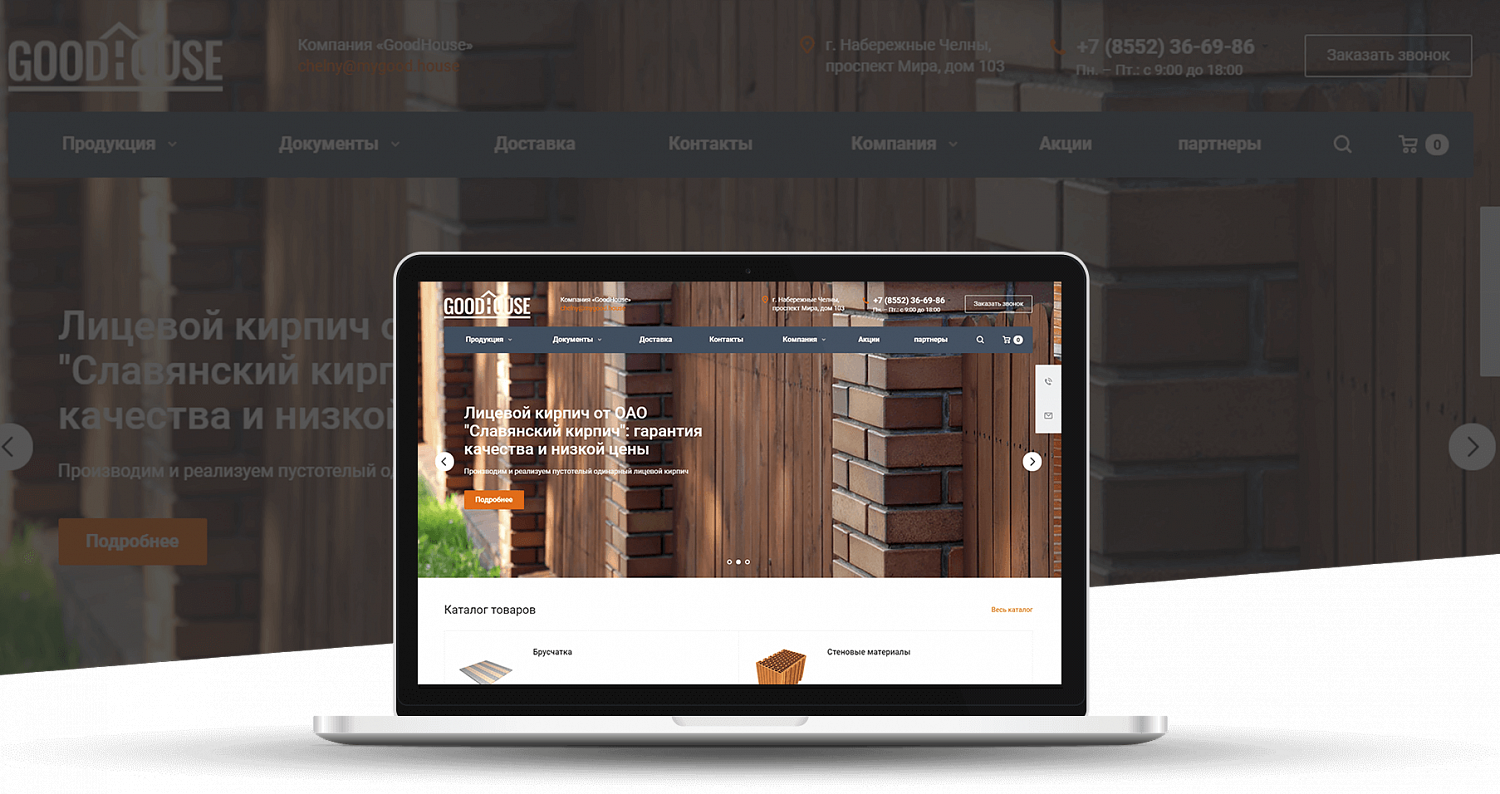 GOODHOUSE
Компания «GoodHouse»
г. Набережные Челны,
проспект Мира, дом 103
+7 (8552) 36-69-86
Пн. – Пт.: с 9:00 до 18:00
Заказать звонок
Продукция Документы Доставка Контакты Компания Акции партнеры 0
Лицевой кирпич о
"Славянский кирп
качества и низкой
Производим и реализуем пустотелый од
Подробнее
GOODHOUSE
Компания «GoodHouse»
г. Набережные Челны,
проспект Мира, дом 103
+7 (8552) 36-69-86
Пн. – Пт.: с 9:00 до 18:00
Заказать звонок
Продукция Документы Доставка Контакты Компания Акции партнеры 0
Лицевой кирпич от ОАО
"Славянский кирпич": гарантия
качества и низкой цены
Производим и реализуем пустотелый одинарный лицевой кирпич
Подробнее
Каталог товаров
Весь каталог
Брусчатка
Стеновые материалы